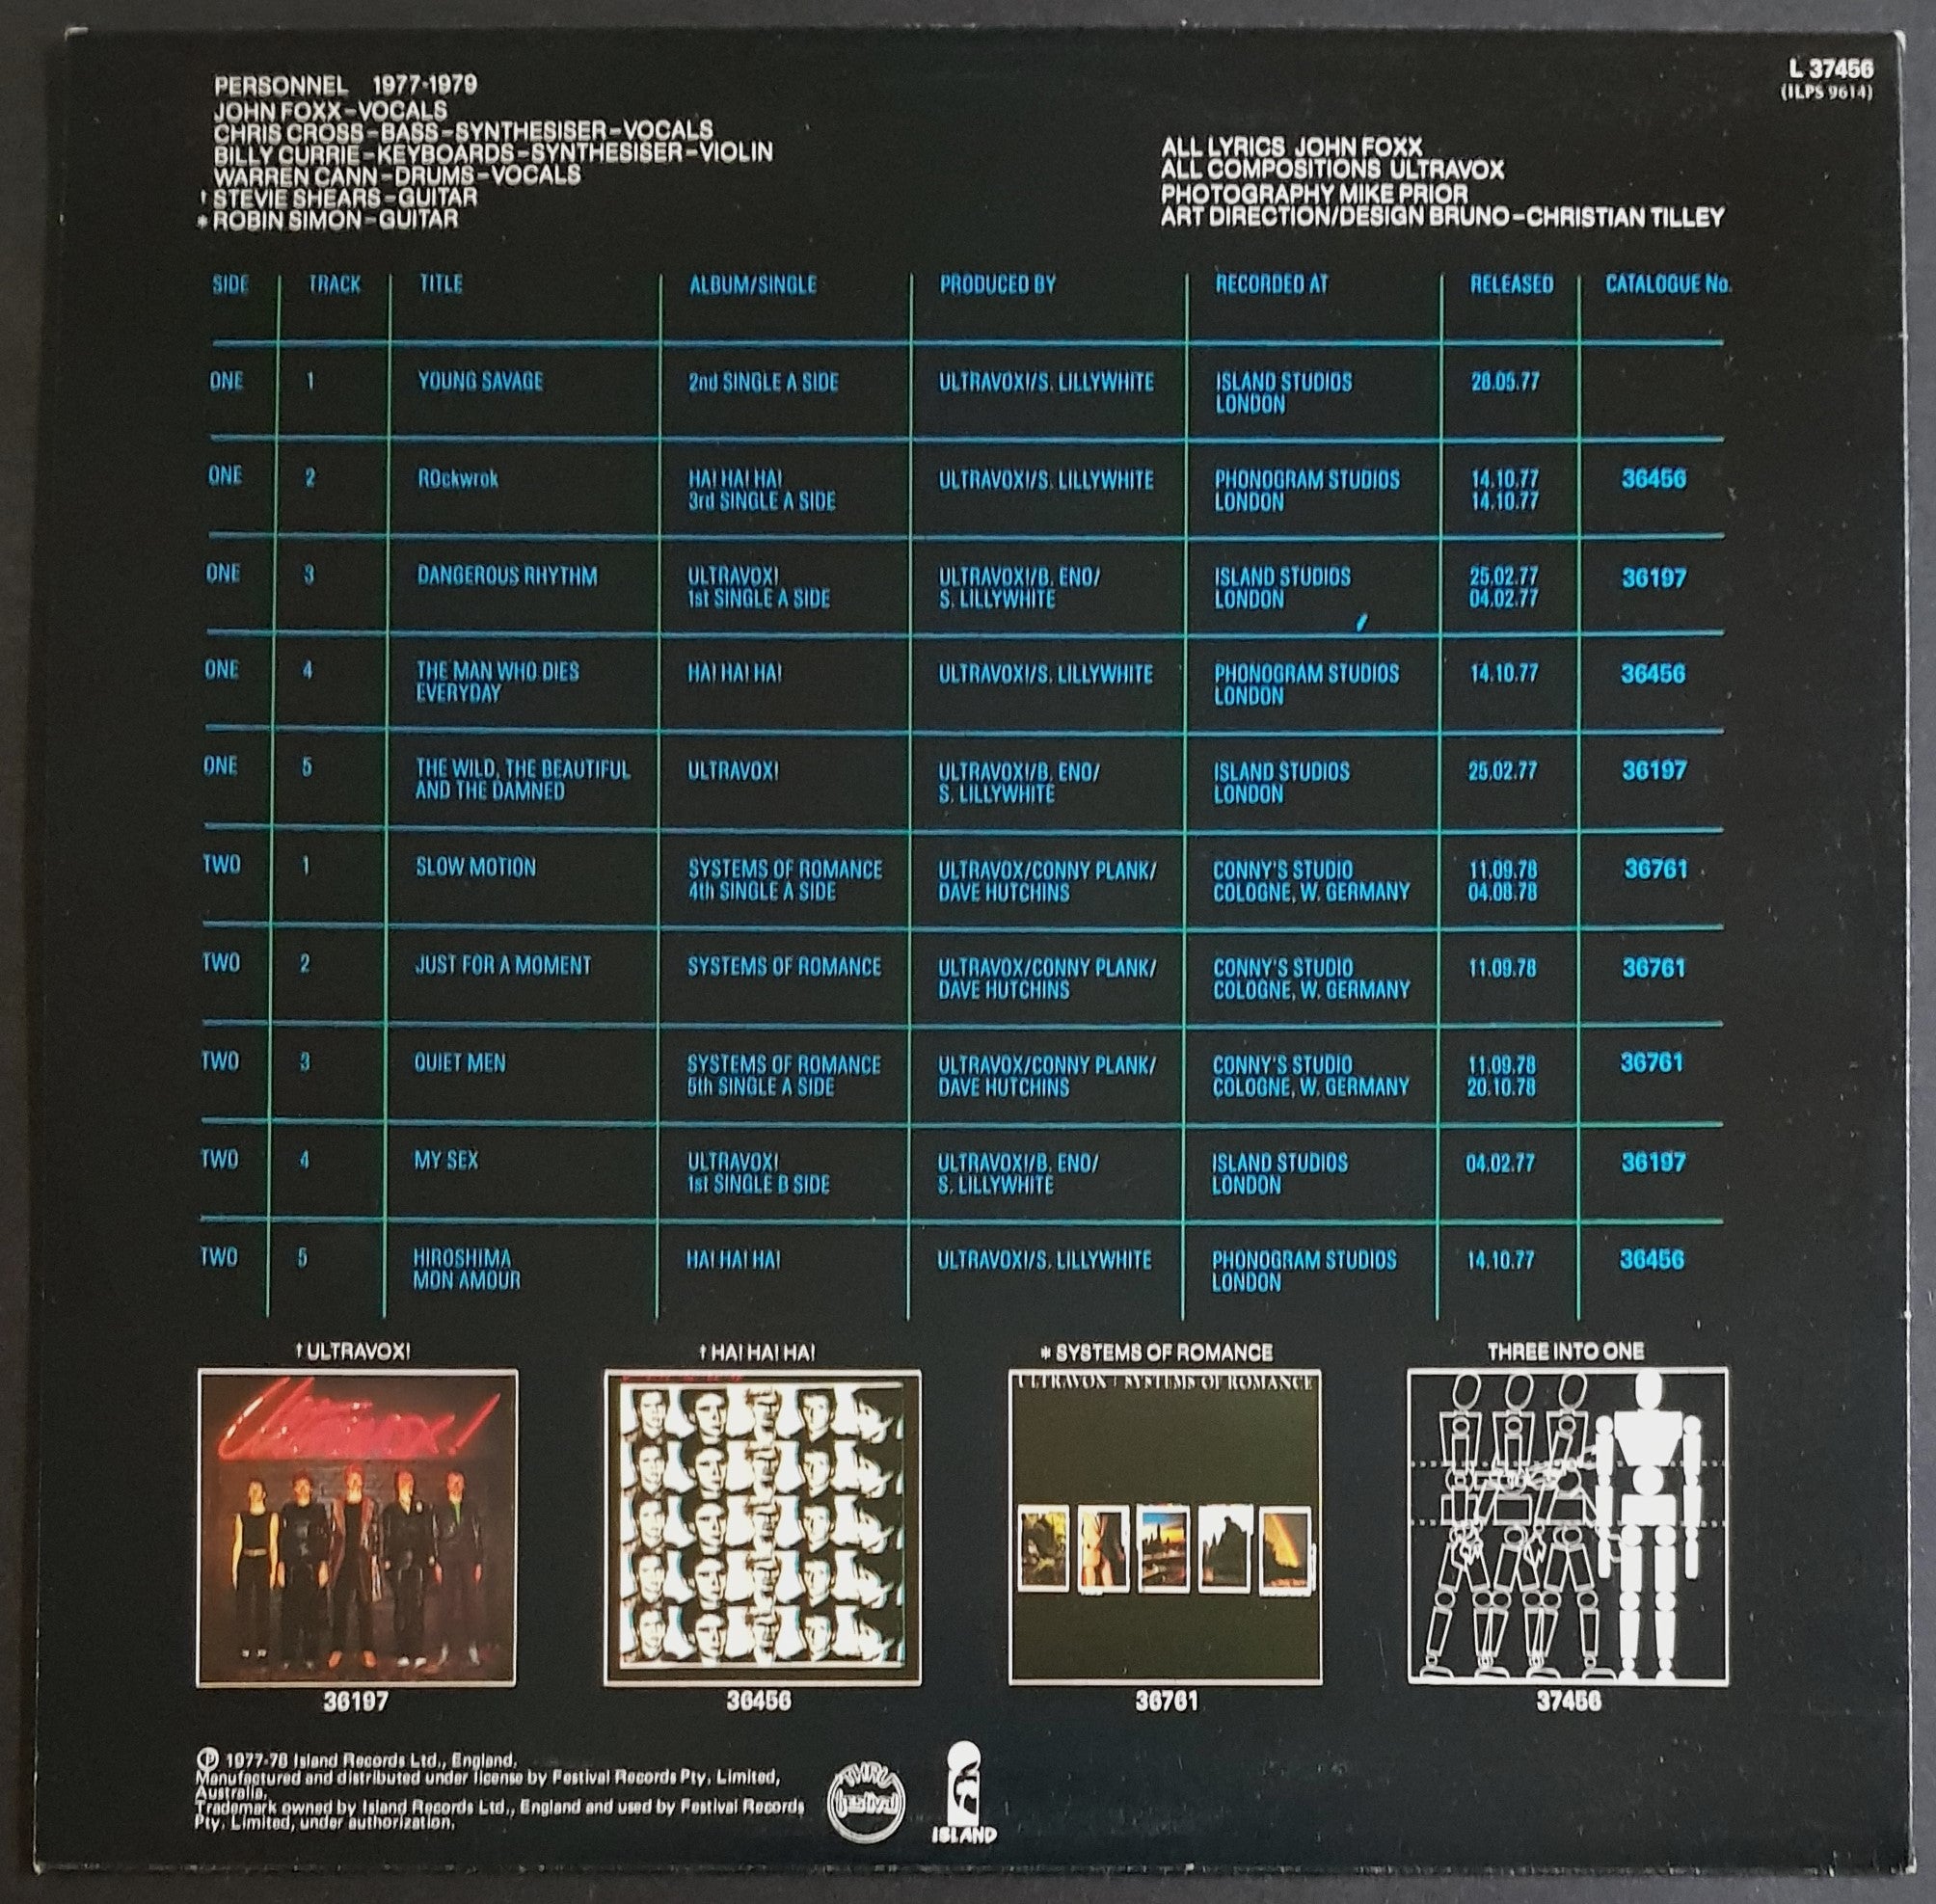 L 37456
(ILPS 9614)
PERSONNEL 1977-1979
JOHN FOXX-VOCALS
CHRIS CROSS-BASS-SYNTHESISER-VOCALS
BILLY CURRIE-KEYBOARDS-SYNTHESISER-VIOLIN
WARREN CANN-DRUMS-VOCALS
† STEVIE SHEARS-GUITAR
* ROBIN SIMON-GUITAR
ALL LYRICS JOHN FOXX
ALL COMPOSITIONS ULTRAVOX
PHOTOGRAPHY MIKE PRIOR
ART DIRECTION/DESIGN BRUNO-CHRISTIAN TILLEY
SIDE TRACK TITLE ALBUM/SINGLE PRODUCED BY RECORDED AT RELEASED CATALOGUE No.
ONE 1 YOUNG SAVAGE 2nd SINGLE A SIDE ULTRAVOX!/S. LILLYWHITE ISLAND STUDIOS 28.05.77
LONDON
ONE 2 ROckwrok HA! HA! HA! ULTRAVOX!/S. LILLYWHITE PHONOGRAM STUDIOS 14.10.77 36456
3rd SINGLE A SIDE LONDON 14.10.77
ONE 3 DANGEROUS RHYTHM ULTRAVOX! ULTRAVOX!/B. ENO/ ISLAND STUDIOS 25.02.77 36197
1st SINGLE A SIDE S. LILLYWHITE LONDON 04.02.77
ONE 4 THE MAN WHO DIES HA! HA! HA! ULTRAVOX!/S. LILLYWHITE PHONOGRAM STUDIOS 14.10.77 36456
EVERYDAY LONDON
ONE 5 THE WILD, THE BEAUTIFUL ULTRAVOX! ULTRAVOX!/B. ENO/ ISLAND STUDIOS 25.02.77 36197
AND THE DAMNED S. LILLYWHITE LONDON
TWO 1 SLOW MOTION SYSTEMS OF ROMANCE ULTRAVOX/CONNY PLANK/ CONNY'S STUDIO 11.09.78 36761
4th SINGLE A SIDE DAVE HUTCHINS COLOGNE, W. GERMANY 04.08.78
TWO 2 JUST FOR A MOMENT SYSTEMS OF ROMANCE ULTRAVOX/CONNY PLANK/ CONNY'S STUDIO 11.09.78 36761
DAVE HUTCHINS COLOGNE, W. GERMANY
TWO 3 QUIET MEN SYSTEMS OF ROMANCE ULTRAVOX/CONNY PLANK/ CONNY'S STUDIO 11.09.78 36761
5th SINGLE A SIDE DAVE HUTCHINS COLOGNE, W. GERMANY 20.10.78
TWO 4 MY SEX ULTRAVOX! ULTRAVOX!/B. ENO/ ISLAND STUDIOS 04.02.77 36197
1st SINGLE B SIDE S. LILLYWHITE LONDON
TWO 5 HIROSHIMA HA! HA! HA! ULTRAVOX!/S. LILLYWHITE PHONOGRAM STUDIOS 14.10.77 36456
MON AMOUR LONDON
† ULTRAVOX! † HA! HA! HA! * SYSTEMS OF ROMANCE THREE INTO ONE
Ultravox!
ULTRAVOX : SYSTEMS OF ROMANCE
36197 36456 36761 37456
Ⓟ 1977-78 Island Records Ltd., England.
Manufactured and distributed under license by Festival Records Pty. Limited,
Australia.
Trademark owned by Island Records Ltd., England and used by Festival Records
Pty. Limited, under authorization.
THRU
festival
ISLAND